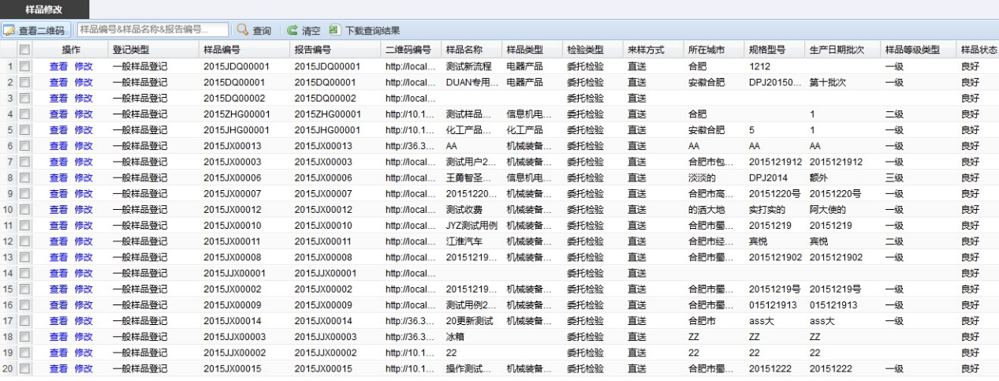 样品修改
查看二维码 样品编号&样品名称&报告编号... 查询 清空 下载查询结果
操作 登记类型 样品编号 报告编号 二维码编号 样品名称 样品类型 检验类型 来样方式 所在城市 规格型号 生产日期批次 样品等级类型 样品状态
1 查看 修改 一般样品登记 2015JDQ00001 2015JDQ00001 http://local... 测试新流程 电器产品 委托检验 直送 合肥 1212 一级 良好
2 查看 修改 一般样品登记 2015DQ00001 2015DQ00001 http://local... DUAN专用... 电器产品 委托检验 直送 安徽合肥 DPJ20150... 第十批次 一级 良好
3 查看 修改 一般样品登记 2015DQ00002 2015DQ00002 http://local... 委托检验 直送 良好
4 查看 修改 一般样品登记 2015ZHG00001 2015ZHG00001 http://10.1... 测试样品... 信息机电... 委托检验 直送 合肥 1 二级 良好
5 查看 修改 一般样品登记 2015JHG00001 2015JHG00001 http://10.1... 化工产品... 化工产品 委托检验 直送 安徽合肥 5 1 一级 良好
6 查看 修改 一般样品登记 2015JX00013 2015JX00013 http://36.3... AA 机械装备... 委托检验 直送 AA AA AA 一级 良好
7 查看 修改 一般样品登记 2015JX00003 2015JX00003 http://local... 测试用户2... 机械装备... 委托检验 直送 合肥市包... 2015121912 2015121912 一级 良好
8 查看 修改 一般样品登记 2015JX00006 2015JX00006 http://local... 王勇智圣... 信息机电... 委托检验 直送 淡淡的 DPJ2014 额外 三级 良好
9 查看 修改 一般样品登记 2015JX00007 2015JX00007 http://local... 20151220... 机械装备... 委托检验 直送 合肥市高... 20151220号 20151220号 一级 良好
10 查看 修改 一般样品登记 2015JX00012 2015JX00012 http://local... 测试收费 机械装备... 委托检验 直送 的洒大地 实打实的 阿大使的 一级 良好
11 查看 修改 一般样品登记 2015JX00010 2015JX00010 http://local... JYZ测试用例 机械装备... 委托检验 直送 合肥市蜀... 20151219 20151219 一级 良好
12 查看 修改 一般样品登记 2015JX00011 2015JX00011 http://local... 江淮汽车 机械装备... 委托检验 直送 合肥市经... 宾悦 宾悦 二级 良好
13 查看 修改 一般样品登记 2015JX00008 2015JX00008 http://local... 20151219... 机械装备... 委托检验 直送 合肥市蜀... 2015121902 2015121902 一级 良好
14 查看 修改 一般样品登记 2015JJX00001 2015JJX00001 http://local... 委托检验 直送 良好
15 查看 修改 一般样品登记 2015JX00002 2015JX00002 http://local... 20151219... 机械装备... 委托检验 直送 合肥市蜀... 20151219号 20151219号 一级 良好
16 查看 修改 一般样品登记 2015JX00009 2015JX00009 http://local... 测试用例2... 机械装备... 委托检验 直送 合肥市蜀... 015121913 015121913 一级 良好
17 查看 修改 一般样品登记 2015JX00014 2015JX00014 http://36.3... 20更新测试 机械装备... 委托检验 直送 合肥市 ass大 ass大 一级 良好
18 查看 修改 一般样品登记 2015JJX00003 2015JJX00003 http://36.3... 冰箱 委托检验 直送 ZZ ZZ ZZ 良好
19 查看 修改 一般样品登记 2015JJX00002 2015JJX00002 http://10.1... 22 委托检验 直送 22 22 22 良好
20 查看 修改 一般样品登记 2015JX00015 2015JX00015 http://10.1... 操作测试... 机械装备... 委托检验 直送 合肥市蜀... 20151222 20151222 一级 良好